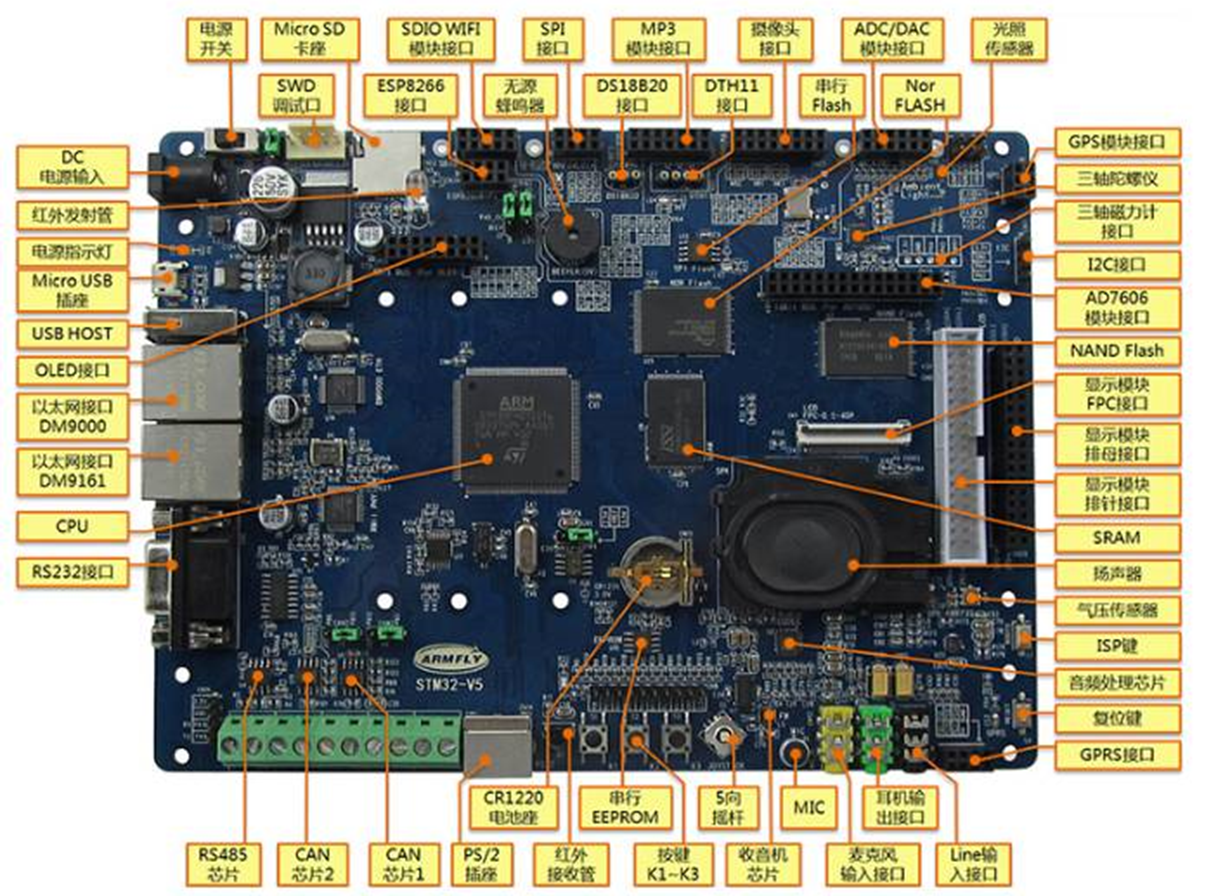 电源
开关
Micro SD
卡座
SDIO WIFI
模块接口
SPI
接口
MP3
模块接口
摄像头
接口
ADC/DAC
模块接口
光照
传感器
SWD
调试口
ESP8266
接口
无源
蜂鸣器
DS18B20
接口
DTH11
接口
串行
Flash
Nor
FLASH
DC
电源输入
红外发射管
电源指示灯
Micro USB
插座
USB HOST
OLED接口
以太网接口
DM9000
以太网接口
DM9161
CPU
RS232接口
GPS模块接口
三轴陀螺仪
三轴磁力计
接口
I2C接口
AD7606
模块接口
NAND Flash
显示模块
FPC接口
显示模块
排母接口
显示模块
排针接口
SRAM
扬声器
气压传感器
ISP键
音频处理芯片
复位键
GPRS接口
220
50V
SYK
330
Ambient
Light
SPI Flash
NOR Flash
ARM
ARMFLY
STM32-V5
JOYSTICK
GPRS
CR1220
电池座
串行
EEPROM
5向
摇杆
MIC
耳机输
出接口
RS485
芯片
CAN
芯片2
CAN
芯片1
PS/2
插座
红外
接收管
按键
K1~K3
收音机
芯片
麦克风
输入接口
Line输
入接口